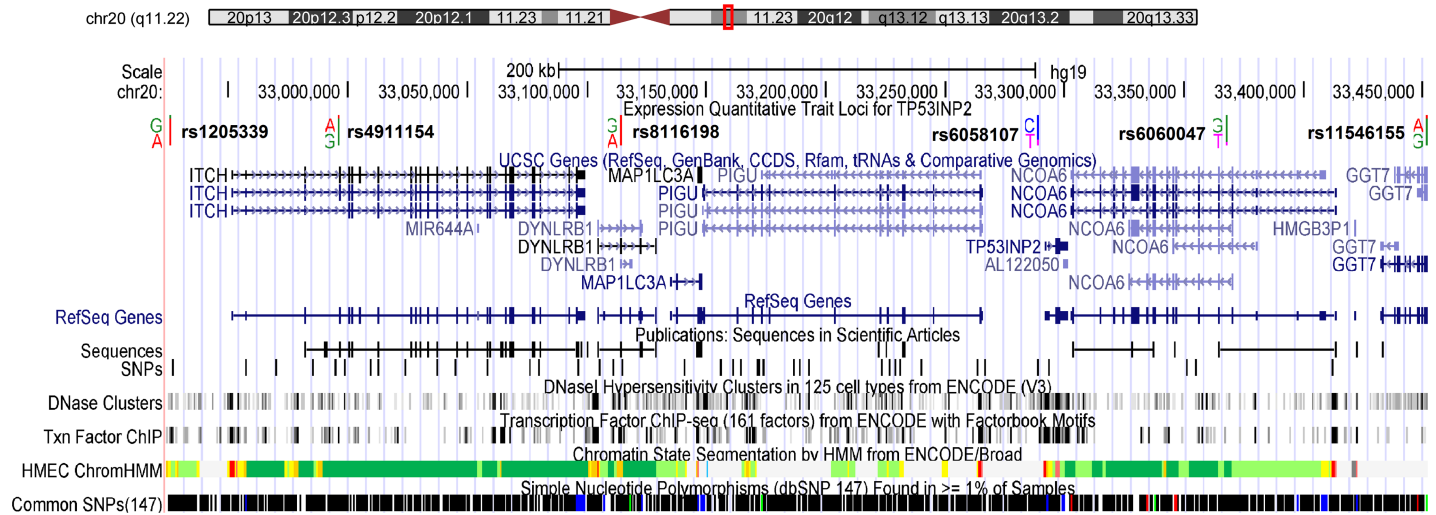 chr20 (q11.22) 20p13 20p12.3 p12.2 20p12.1 11.23 11.21 11.23 20q12 q13.12 q13.13 20q13.2 20q13.33
Scale 200 kb hg19
chr20: 33,000,000 33,050,000 33,100,000 33,150,000 33,200,000 33,250,000 33,300,000 33,350,000 33,400,000 33,450,000
Expression Quantitative Trait Loci for TP53INP2
G A rs1205339 A G rs4911154 G A rs8116198 rs6058107 C T rs6060047 G T rs11546155 A G
UCSC Genes (RefSeq, GenBank, CCDS, Rfam, tRNAs & Comparative Genomics)
ITCH MAP1LC3A PIGU NCOA6 GGT7
ITCH PIGU NCOA6 GGT7
ITCH PIGU NCOA6
MIR644A DYNLRB1 PIGU NCOA6 HMGB3P1
DYNLRB1 TP53INP2 NCOA6 GGT7
DYNLRB1 AL122050 GGT7
MAP1LC3A NCOA6
RefSeq Genes
RefSeq Genes
Publications: Sequences in Scientific Articles
Sequences
SNPs
DNaseI Hypersensitivity Clusters in 125 cell types from ENCODE (V3)
DNase Clusters
Transcription Factor ChIP-seq (161 factors) from ENCODE with Factorbook Motifs
Txn Factor ChIP
Chromatin State Segmentation by HMM from ENCODE/Broad
HMEC ChromHMM
Simple Nucleotide Polymorphisms (dbSNP 147) Found in >= 1% of Samples
Common SNPs(147)